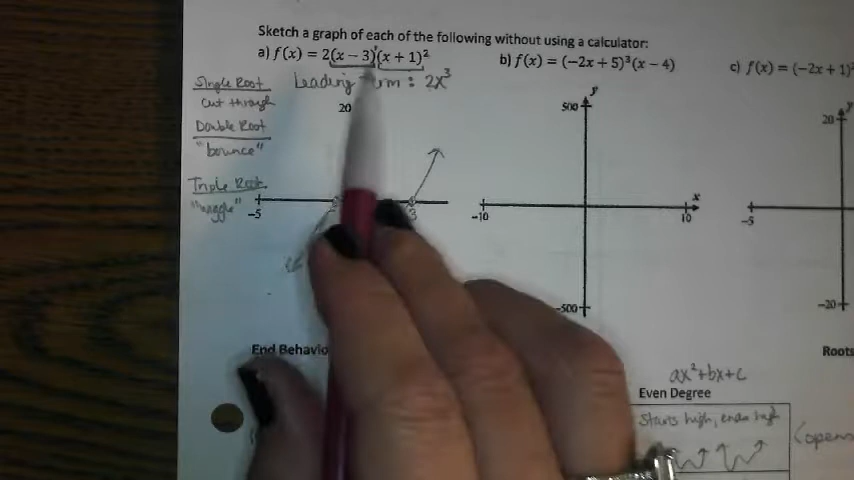 Sketch a graph of each of the following without using a calculator:
a) f(x) = 2(x − 3)¹(x + 1)²
b) f(x) = (−2x + 5)³(x − 4)
c) f(x) = (−2x + 1)²
Leading : 2x³
Single Root
Cut through
Double Root
"bounce"
Triple Root
20
-5
3
y
500
x
-10
10
-500
y
20
-5
-20
End Behavio
Roots
ax²+bx+c
Even Degree
Starts high, ends high
(opens